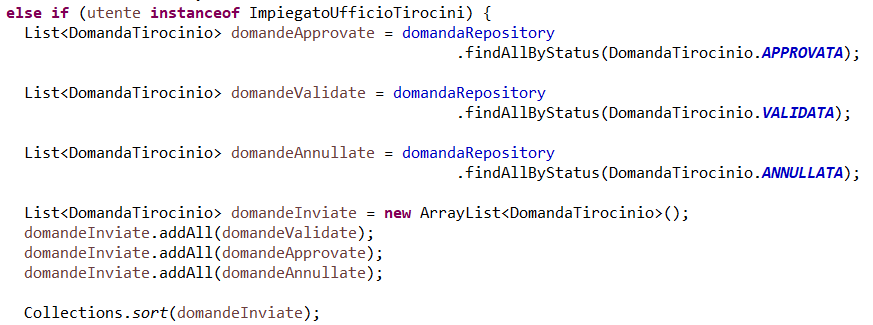 else if (utente instanceof ImpiegatoUfficioTirocini) {
List<DomandaTirocinio> domandeApprovate = domandaRepository
.findAllByStatus(DomandaTirocinio.APPROVATA);
List<DomandaTirocinio> domandeValidate = domandaRepository
.findAllByStatus(DomandaTirocinio.VALIDATA);
List<DomandaTirocinio> domandeAnnullate = domandaRepository
.findAllByStatus(DomandaTirocinio.ANNULLATA);
List<DomandaTirocinio> domandeInviate = new ArrayList<DomandaTirocinio>();
domandeInviate.addAll(domandeValidate);
domandeInviate.addAll(domandeApprovate);
domandeInviate.addAll(domandeAnnullate);
Collections.sort(domandeInviate);